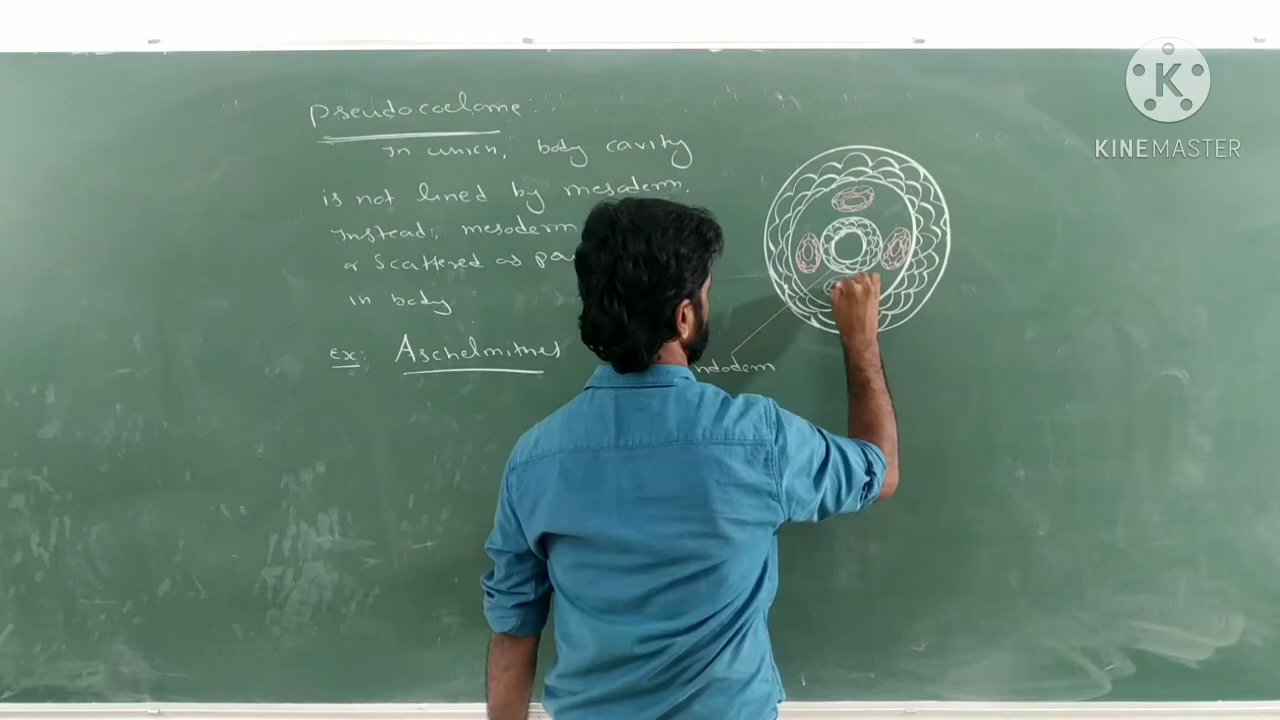 Pseudocoelome:
In which, body cavity
is not lined by mesoderm.
Instead; mesoderm
& Scattered as
in body
Ex: Aschelmithes
ndoderm
K
KINEMASTER